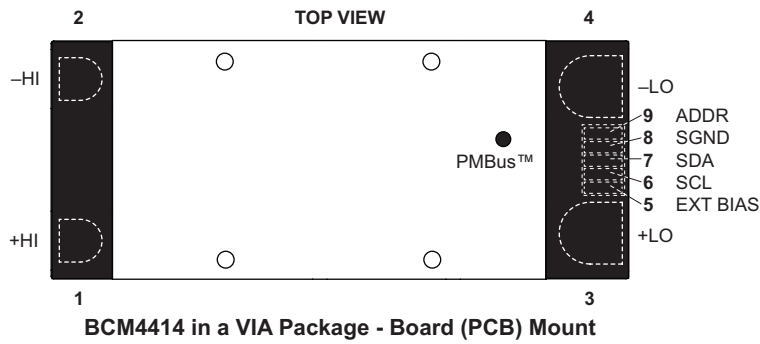 2 TOP VIEW 4
–HI –LO
9 ADDR
8 SGND
7 SDA
PMBus™
6 SCL
5 EXT BIAS
+HI +LO
1 3
BCM4414 in a VIA Package - Board (PCB) Mount